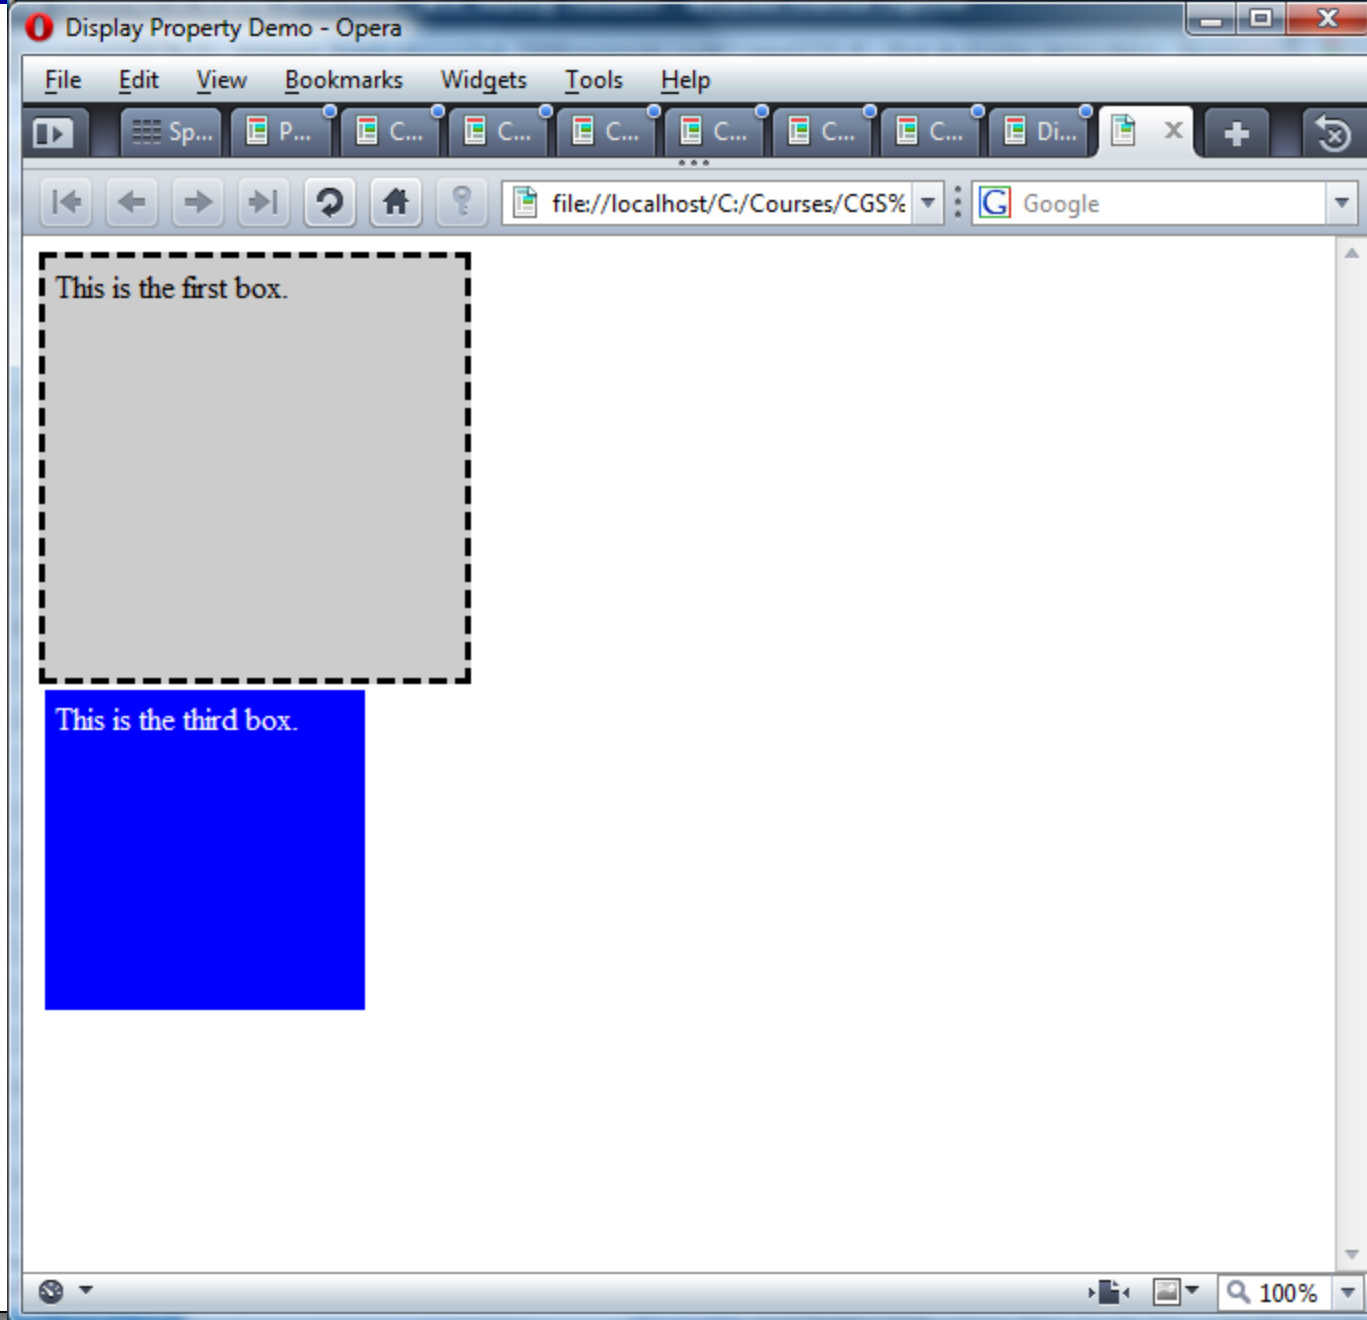 Display Property Demo - Opera
File Edit View Bookmarks Widgets Tools Help
Sp... P... C... C... C... C... C... C... Di...
file://localhost/C:/Courses/CGS% Google
This is the first box.
This is the third box.
100%